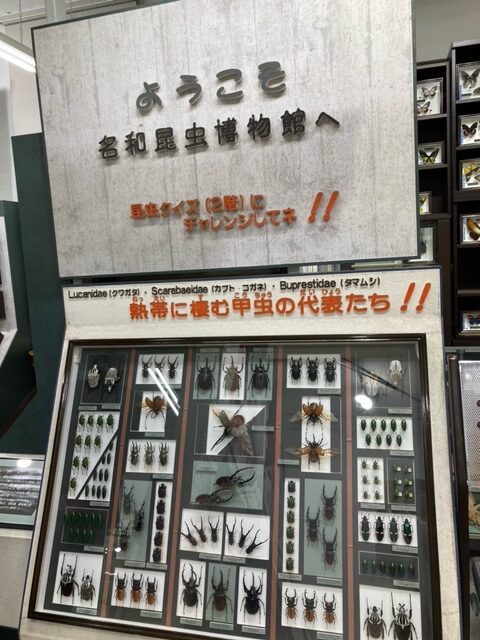 ようこそ
名和昆虫博物館へ
昆虫クイズ(2階)に
チャレンジしてネ!!
Lucanidae(クワガタ)・Scarabaeidae(カブト・コガネ)・Buprestidae(タマムシ)
熱帯に棲む甲虫の代表たち!!